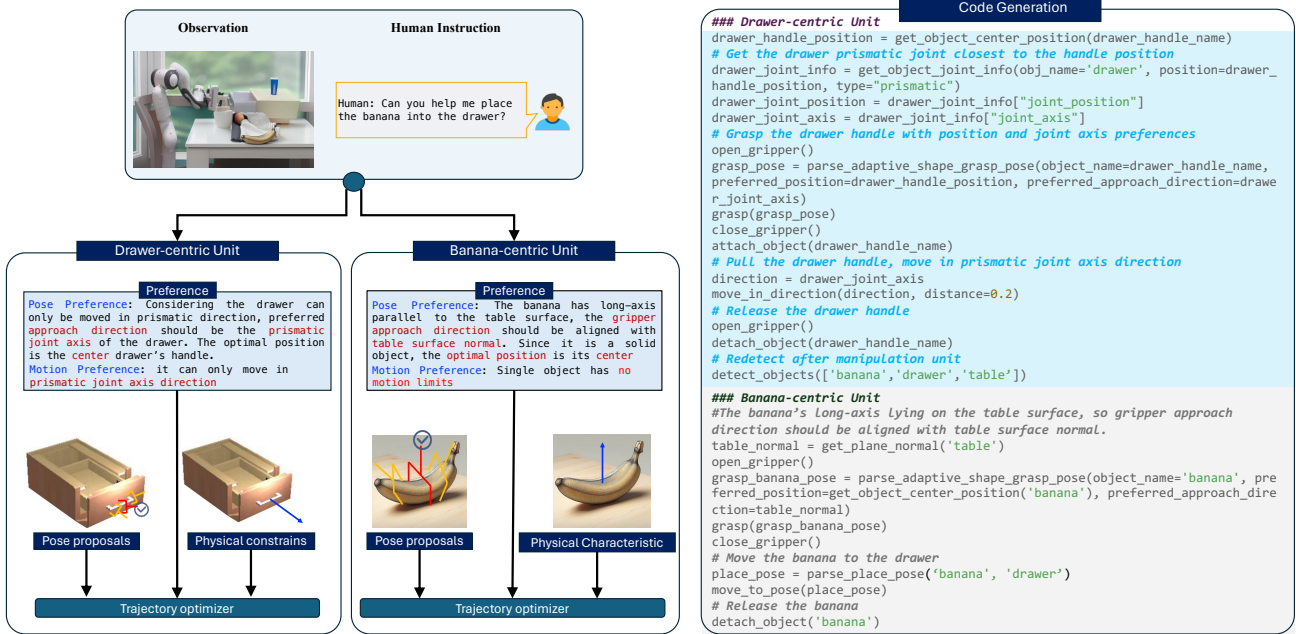 Observation
Human Instruction
Human: Can you help me place
the banana into the drawer?
Drawer-centric Unit
Preference
Pose Preference: Considering the drawer can
only be moved in prismatic direction, preferred
approach direction should be the prismatic
joint axis of the drawer. The optimal position
is the center drawer's handle.
Motion Preference: it can only move in
prismatic joint axis direction
Pose proposals
Physical constrains
Trajectory optimizer
Banana-centric Unit
Preference
Pose Preference: The banana has long-axis
parallel to the table surface, the gripper
approach direction should be aligned with
table surface normal. Since it is a solid
object, the optimal position is its center
Motion Preference: Single object has no
motion limits
Pose proposals
Physical Characteristic
Trajectory optimizer
Code Generation
### Drawer-centric Unit
drawer_handle_position = get_object_center_position(drawer_handle_name)
# Get the drawer prismatic joint closest to the handle position
drawer_joint_info = get_object_joint_info(obj_name='drawer', position=drawer_
handle_position, type="prismatic")
drawer_joint_position = drawer_joint_info["joint_position"]
drawer_joint_axis = drawer_joint_info["joint_axis"]
# Grasp the drawer handle with position and joint axis preferences
open_gripper()
grasp_pose = parse_adaptive_shape_grasp_pose(object_name=drawer_handle_name,
preferred_position=drawer_handle_position, preferred_approach_direction=drawe
r_joint_axis)
grasp(grasp_pose)
close_gripper()
attach_object(drawer_handle_name)
# Pull the drawer handle, move in prismatic joint axis direction
direction = drawer_joint_axis
move_in_direction(direction, distance=0.2)
# Release the drawer handle
open_gripper()
detach_object(drawer_handle_name)
# Redetect after manipulation unit
detect_objects(['banana','drawer','table’])
### Banana-centric Unit
#The banana’s long-axis lying on the table surface, so gripper approach
direction should be aligned with table surface normal.
table_normal = get_plane_normal('table')
open_gripper()
grasp_banana_pose = parse_adaptive_shape_grasp_pose(object_name='banana', pre
ferred_position=get_object_center_position('banana'), preferred_approach_dire
ction=table_normal)
grasp(grasp_banana_pose)
close_gripper()
# Move the banana to the drawer
place_pose = parse_place_pose(‘banana', 'drawer’)
move_to_pose(place_pose)
# Release the banana
detach_object('banana')